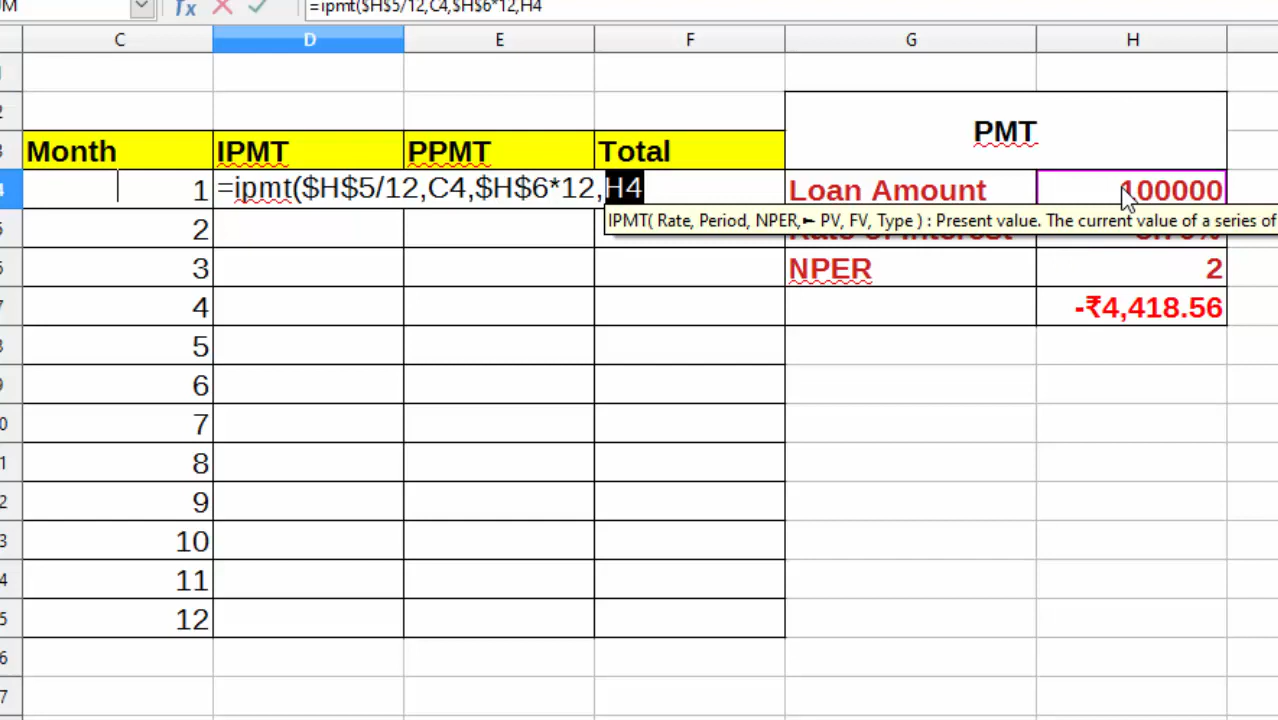 =ipmt($H$5/12,C4,$H$6*12,H4
C D E F G H
PMT
Month IPMT PPMT Total
1 =ipmt($H$5/12,C4,$H$6*12,H4 Loan Amount 100000
IPMT( Rate, Period, NPER, PV, FV, Type ) : Present value. The current value of a series of
2
3 NPER 2
4 -₹4,418.56
5
6
7
8
9
10
11
12